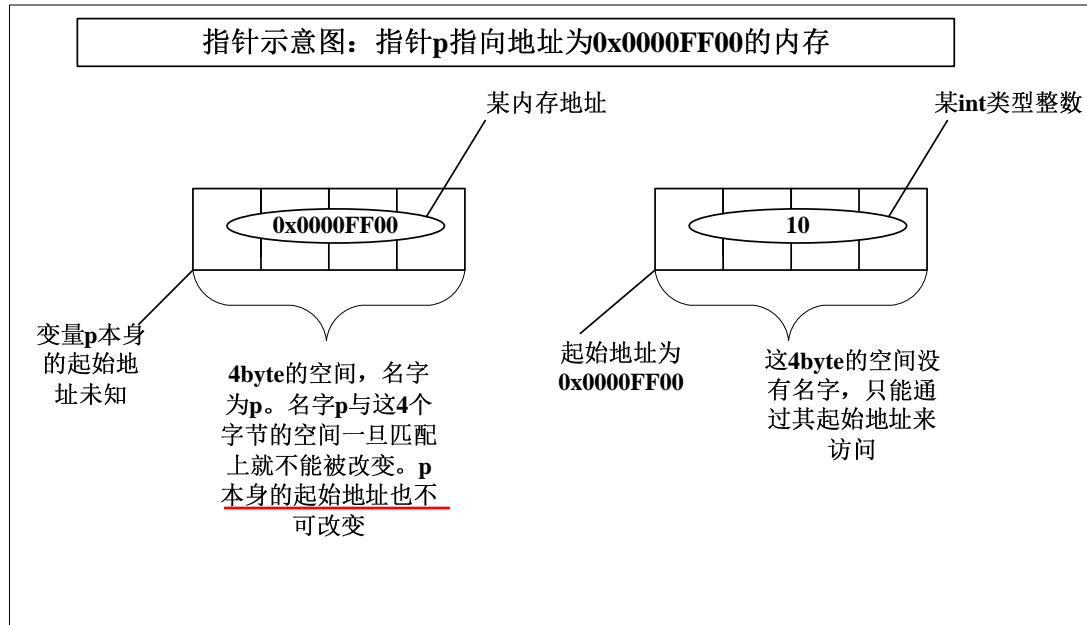 指针示意图：指针p指向地址为0x0000FF00的内存
某内存地址
某int类型整数
0x0000FF00
10
变量p本身
的起始地
址未知
4byte的空间，名字
为p。名字p与这4个
字节的空间一旦匹配
上就不能被改变。p
本身的起始地址也不
可改变
起始地址为
0x0000FF00
这4byte的空间没
有名字，只能通
过其起始地址来
访问